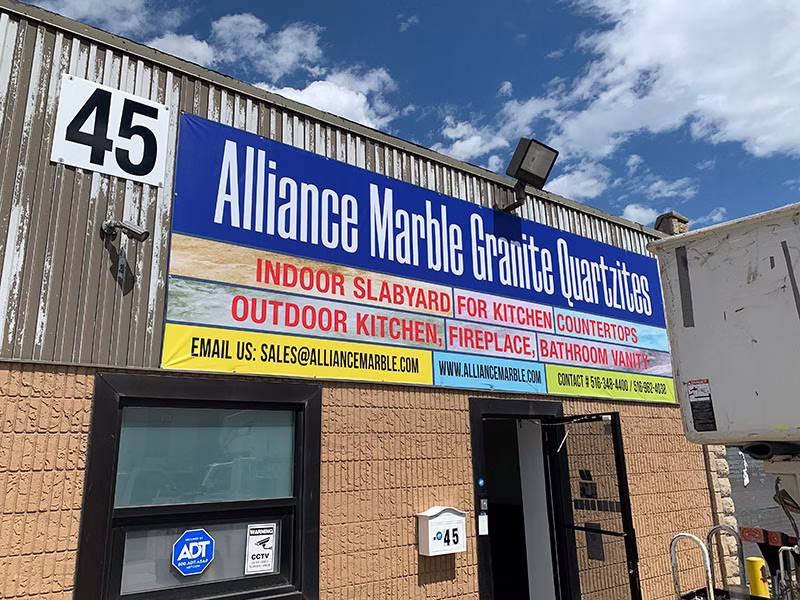 45
Alliance Marble Granite Quartzites
INDOOR SLABYARD FOR KITCHEN COUNTERTOPS
OUTDOOR KITCHEN, FIREPLACE, BATHROOM VANITY
EMAIL US: SALES@ALLIANCEMARBLE.COM
WWW.ALLIANCEMARBLE.COM
CONTACT # 516-348-4400 / 516-962-4038
45
ADT
WARNING
CCTV